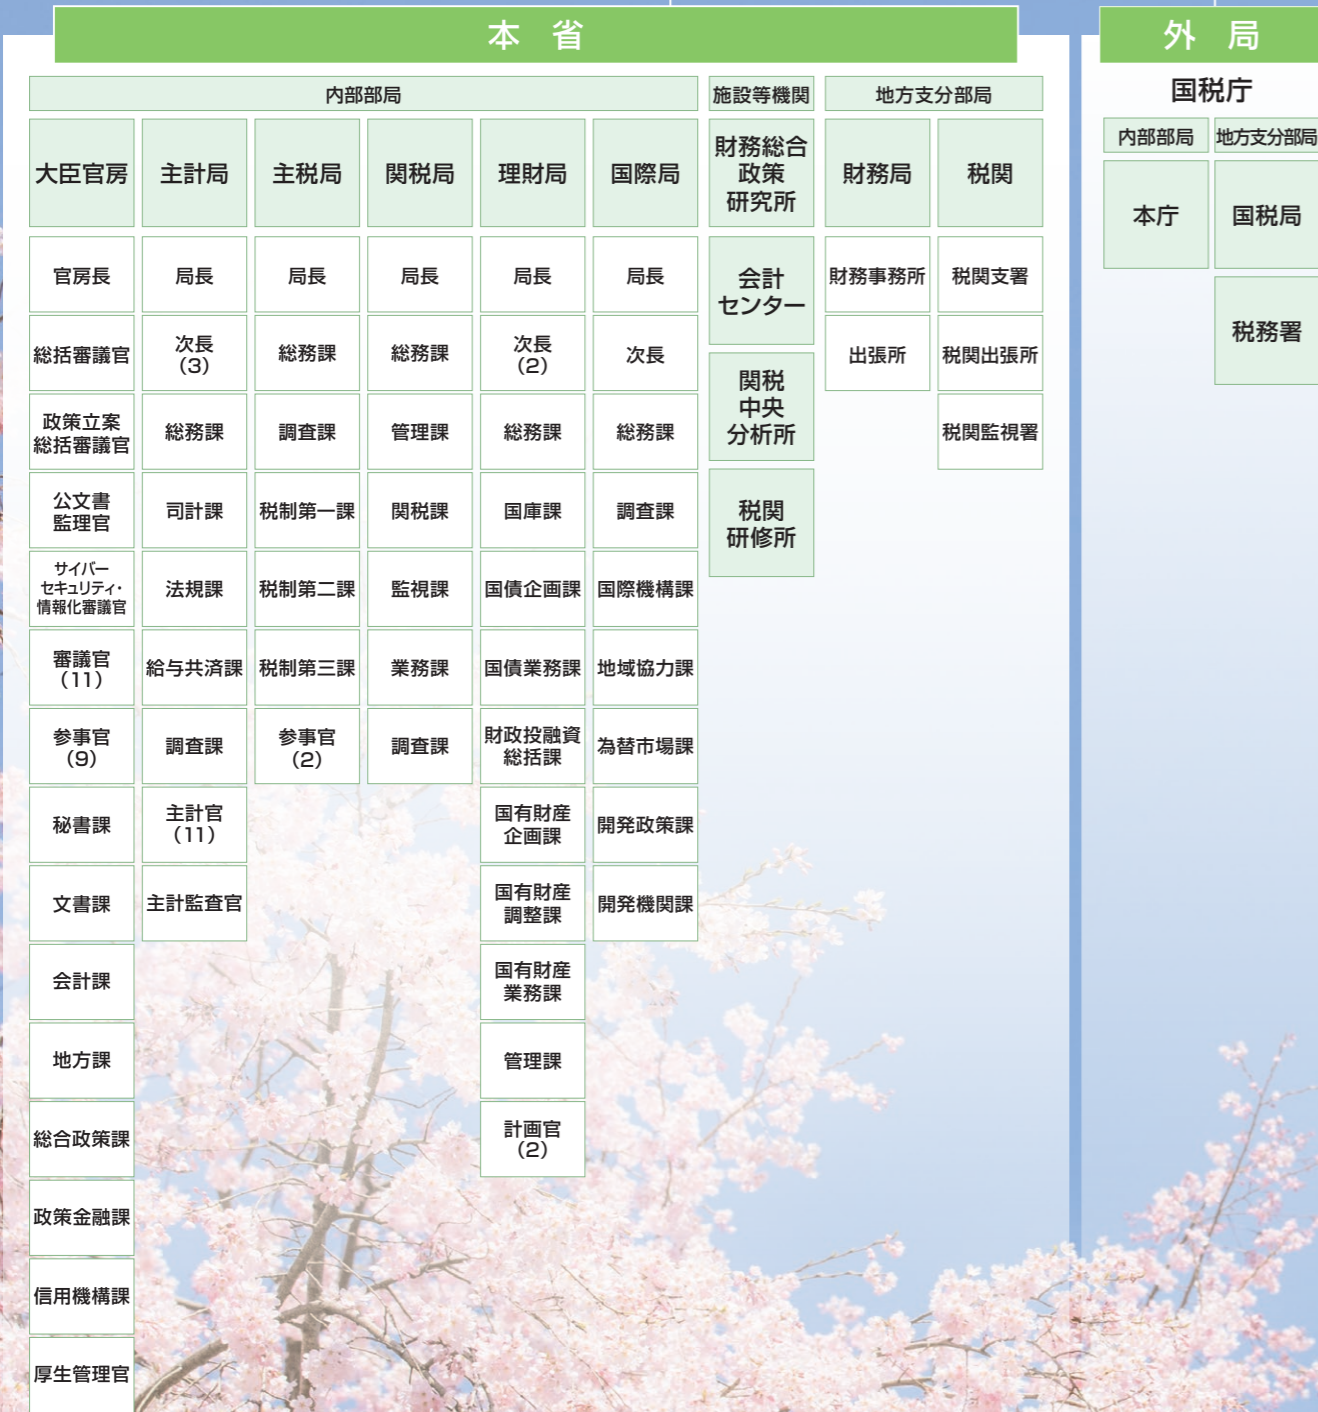 本 省
内部部局
施設等機関
地方支分部局
大臣官房
官房長
総括審議官
政策立案
総括審議官
公文書
監理官
サイバー
セキュリティ・
情報化審議官
審議官
（11）
参事官
（9）
秘書課
文書課
会計課
地方課
総合政策課
政策金融課
信用機構課
厚生管理官
主計局
局長
次長
（3）
総務課
司計課
法規課
給与共済課
調査課
主計官
（11）
主計監査官
主税局
局長
総務課
調査課
税制第一課
税制第二課
税制第三課
参事官
（2）
関税局
局長
総務課
管理課
関税課
監視課
業務課
調査課
理財局
局長
次長
（2）
総務課
国庫課
国債企画課
国債業務課
財政投融資
総括課
国有財産
企画課
国有財産
調整課
国有財産
業務課
管理課
計画官
（2）
国際局
局長
次長
総務課
調査課
国際機構課
地域協力課
為替市場課
開発政策課
開発機関課
財務総合
政策
研究所
会計
センター
関税
中央
分析所
税関
研修所
財務局
財務事務所
出張所
税関
税関支署
税関出張所
税関監視署
外 局
国税庁
内部部局
地方支分部局
本庁
国税局
税務署